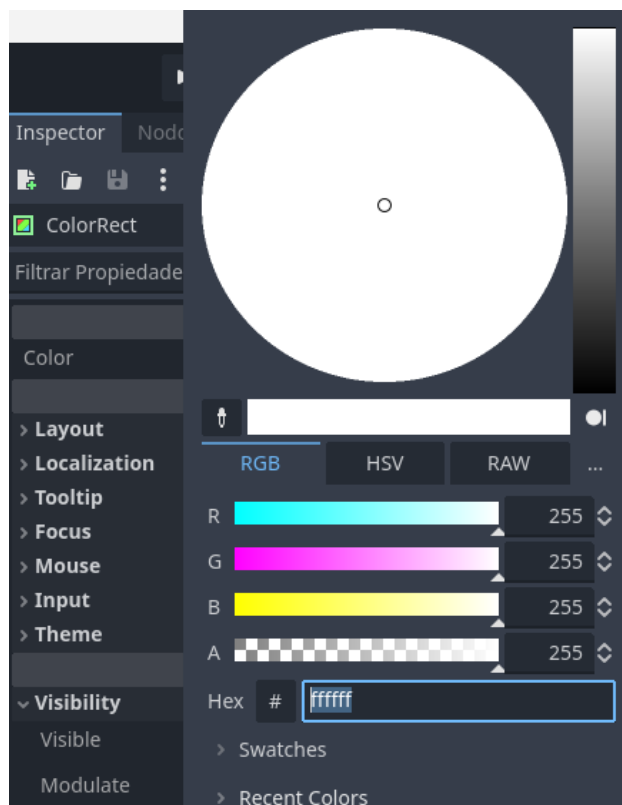 Inspector Nodo
ColorRect
Filtrar Propiedade
Color
Layout
Localization
Tooltip
Focus
Mouse
Input
Theme
Visibility
Visible
Modulate
RGB HSV RAW ...
R 255
G 255
B 255
A 255
Hex # ffffff
Swatches
Recent Colors